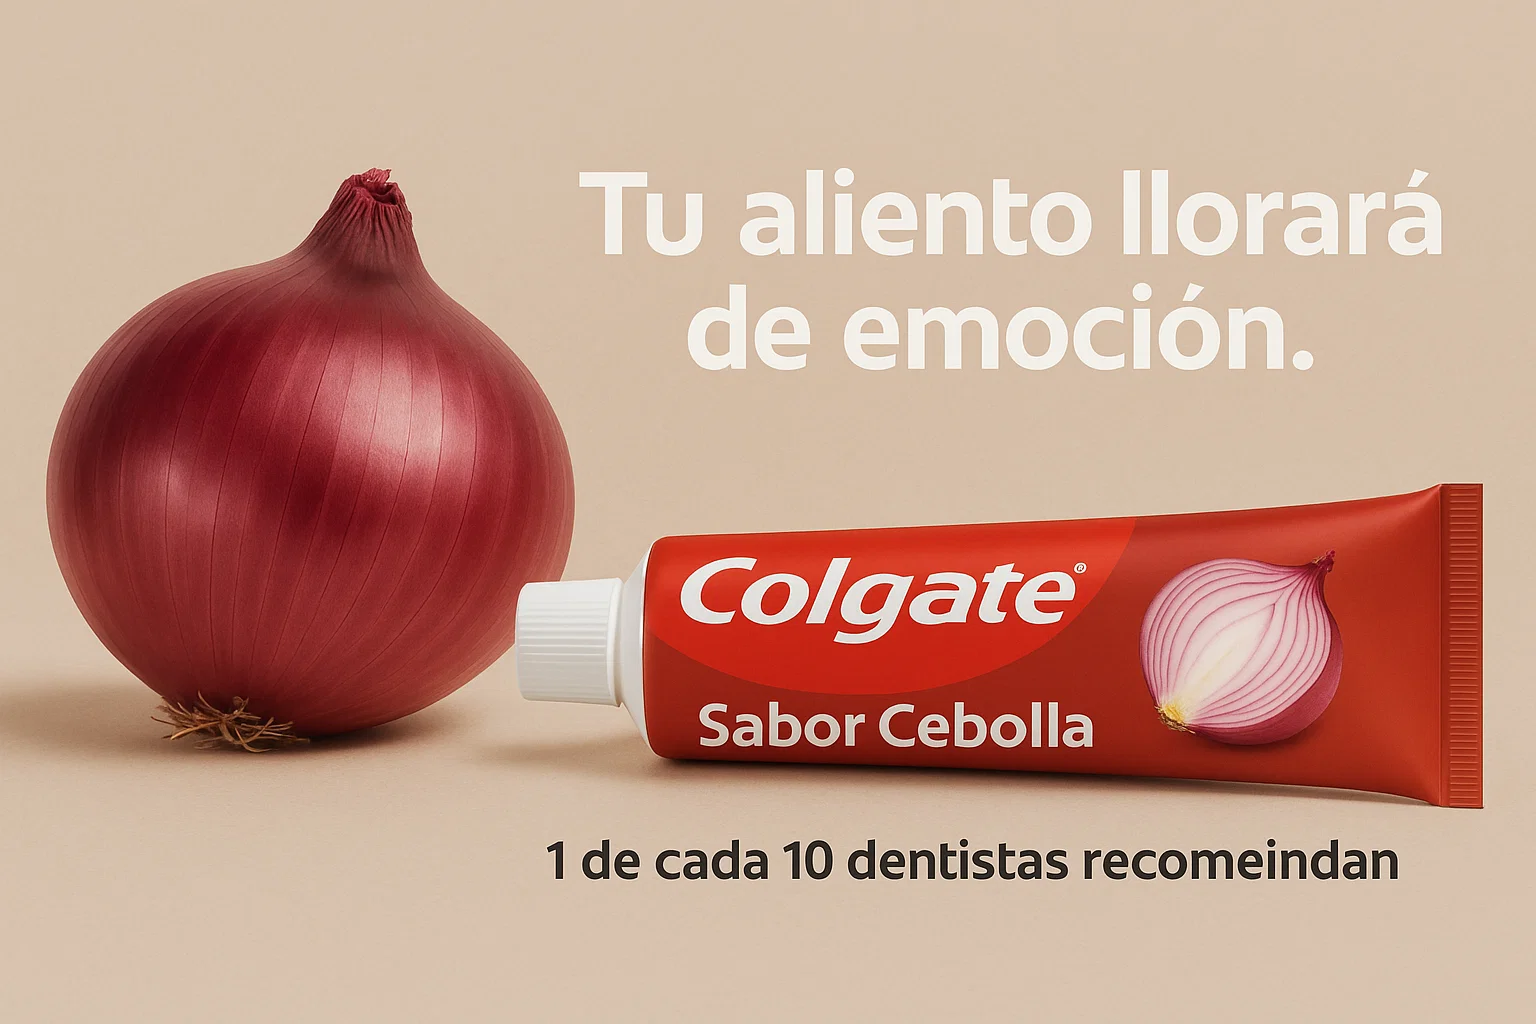 Tu aliento llorará
de emoción.
Colgate®
Sabor Cebolla
1 de cada 10 dentistas recomeindan